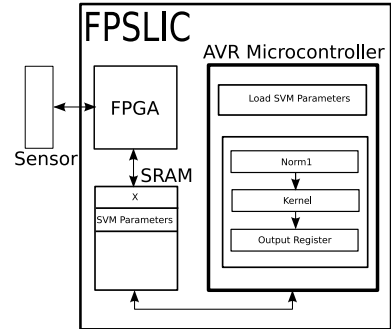 FPSLIC
AVR Microcontroller
FPGA
Load SVM Parameters
Sensor
SRAM
X
SVM Parameters
Norm1
Kernel
Output Register